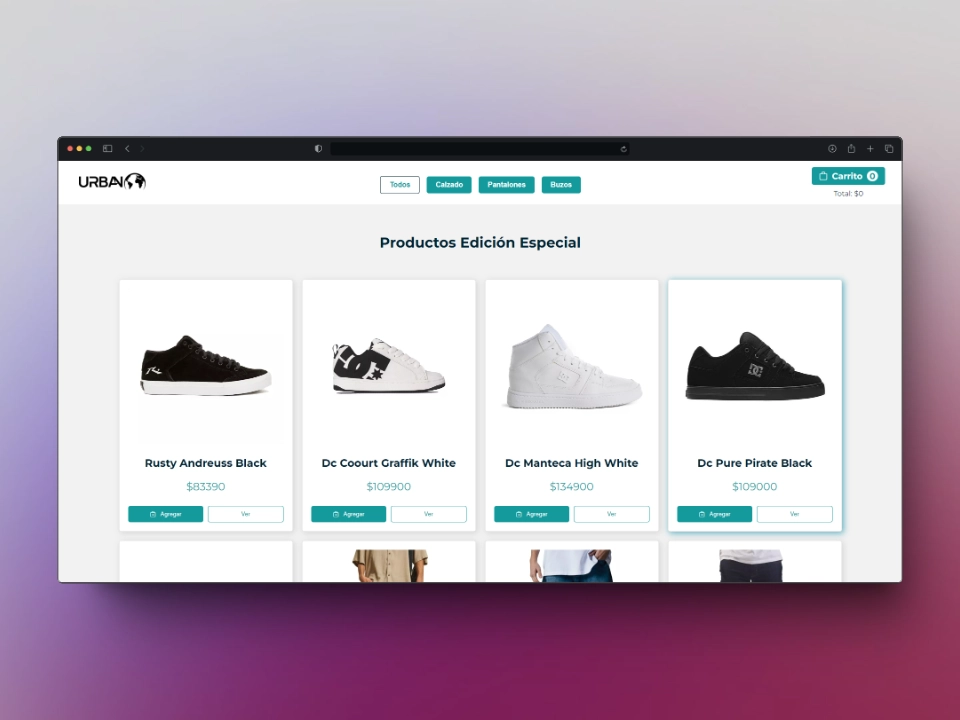 URBAN
Todos
Calzado
Pantalones
Buzos
Carrito 0
Total: $0
Productos Edición Especial
Rusty Andreuss Black
$83390
Agregar
Ver
Dc Coourt Graffik White
$109900
Agregar
Ver
Dc Manteca High White
$134900
Agregar
Ver
DC
Dc Pure Pirate Black
$109000
Agregar
Ver